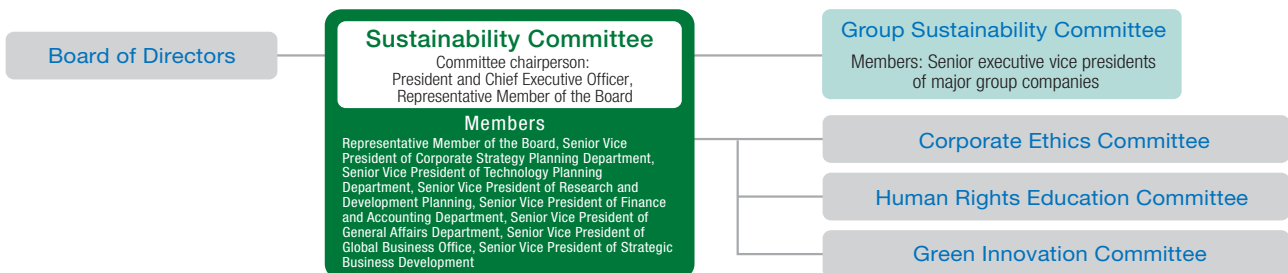 Board of Directors
Sustainability Committee
Committee chairperson:
President and Chief Executive Officer,
Representative Member of the Board
Members
Representative Member of the Board, Senior Vice
President of Corporate Strategy Planning Department,
Senior Vice President of Technology Planning
Department, Senior Vice President of Research and
Development Planning, Senior Vice President of Finance
and Accounting Department, Senior Vice President of
General Affairs Department, Senior Vice President of
Global Business Office, Senior Vice President of Strategic
Business Development
Group Sustainability Committee
Members: Senior executive vice presidents
of major group companies
Corporate Ethics Committee
Human Rights Education Committee
Green Innovation Committee